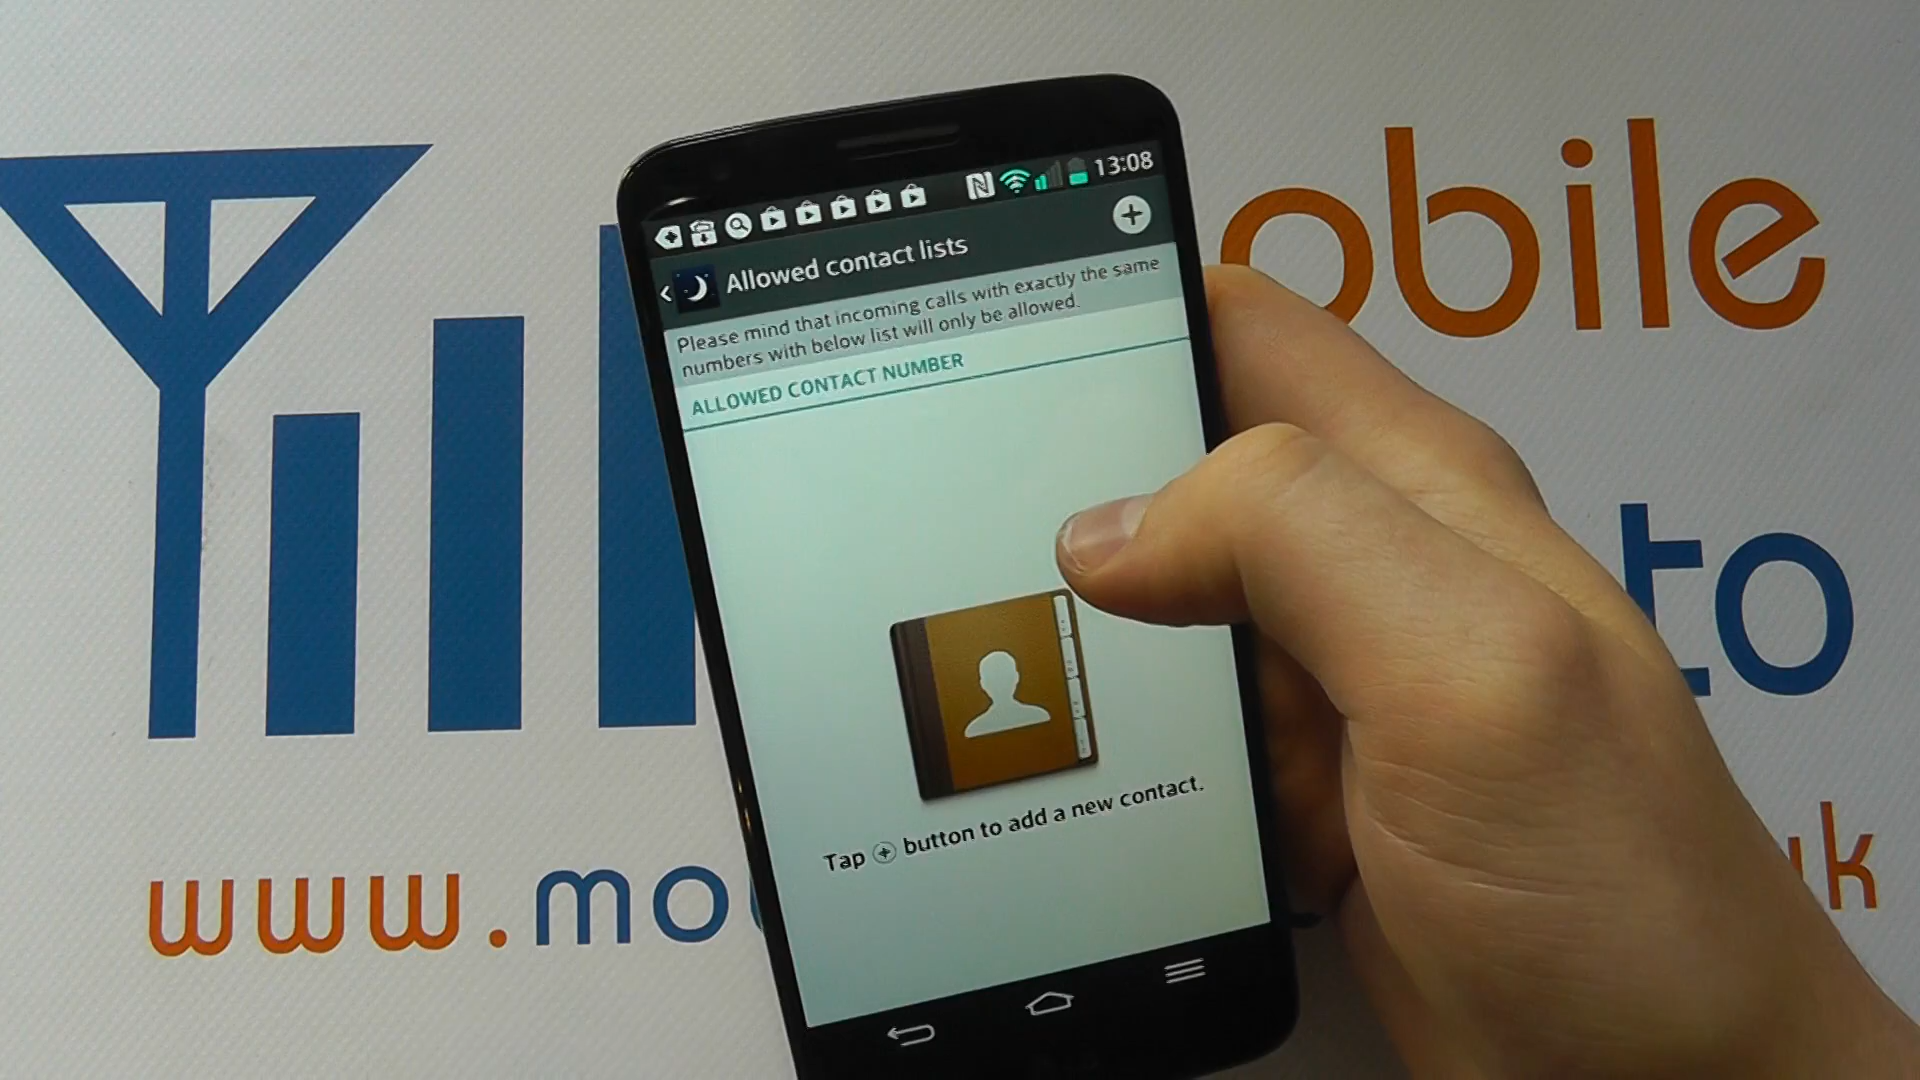 obile
to
www.mo
uk
13:08
Allowed contact lists
Please mind that incoming calls with exactly the same
numbers with below list will only be allowed.
ALLOWED CONTACT NUMBER
Tap + button to add a new contact.